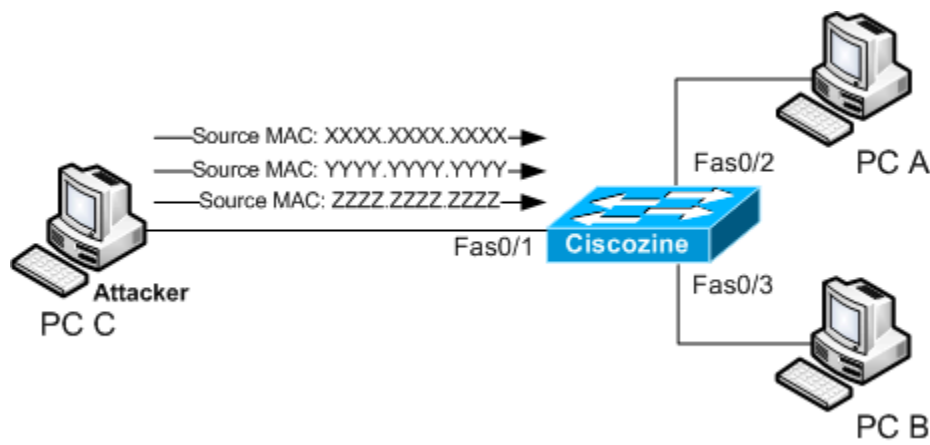 Source MAC: XXXX.XXXX.XXXX
Source MAC: YYYY.YYYY.YYYY
Source MAC: ZZZZ.ZZZZ.ZZZZ
Attacker
PC C
Fas0/1
Ciscozine
Fas0/2
PC A
Fas0/3
PC B